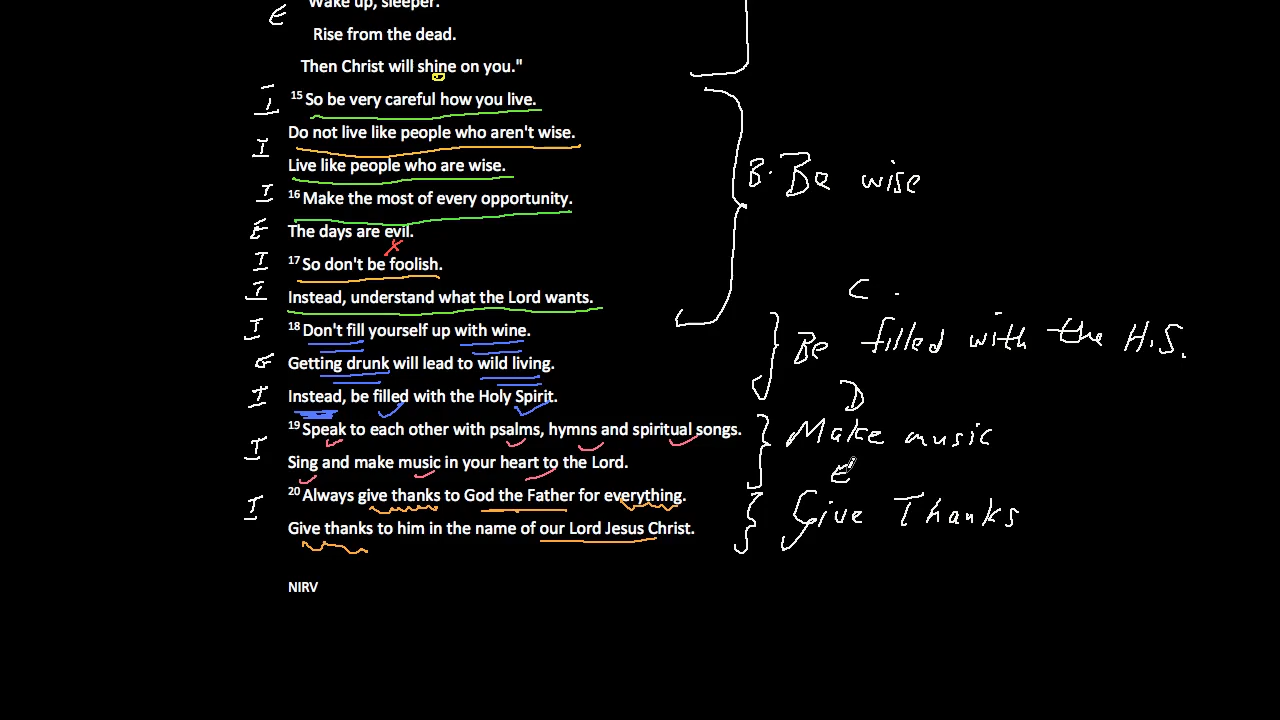 E "Wake up, sleeper.
Rise from the dead.
Then Christ will shine on you."
I 15 So be very careful how you live.
I Do not live like people who aren't wise.
Live like people who are wise.
B. Be wise
I 16 Make the most of every opportunity.
E The days are evil.
I 17 So don't be foolish.
I Instead, understand what the Lord wants.
C.
I 18 Don't fill yourself up with wine.
Be filled with the H.S.
E Getting drunk will lead to wild living.
I Instead, be filled with the Holy Spirit.
D
I 19 Speak to each other with psalms, hymns and spiritual songs.
Make music
Sing and make music in your heart to the Lord.
E
I 20 Always give thanks to God the Father for everything.
Give Thanks
Give thanks to him in the name of our Lord Jesus Christ.
NIRV